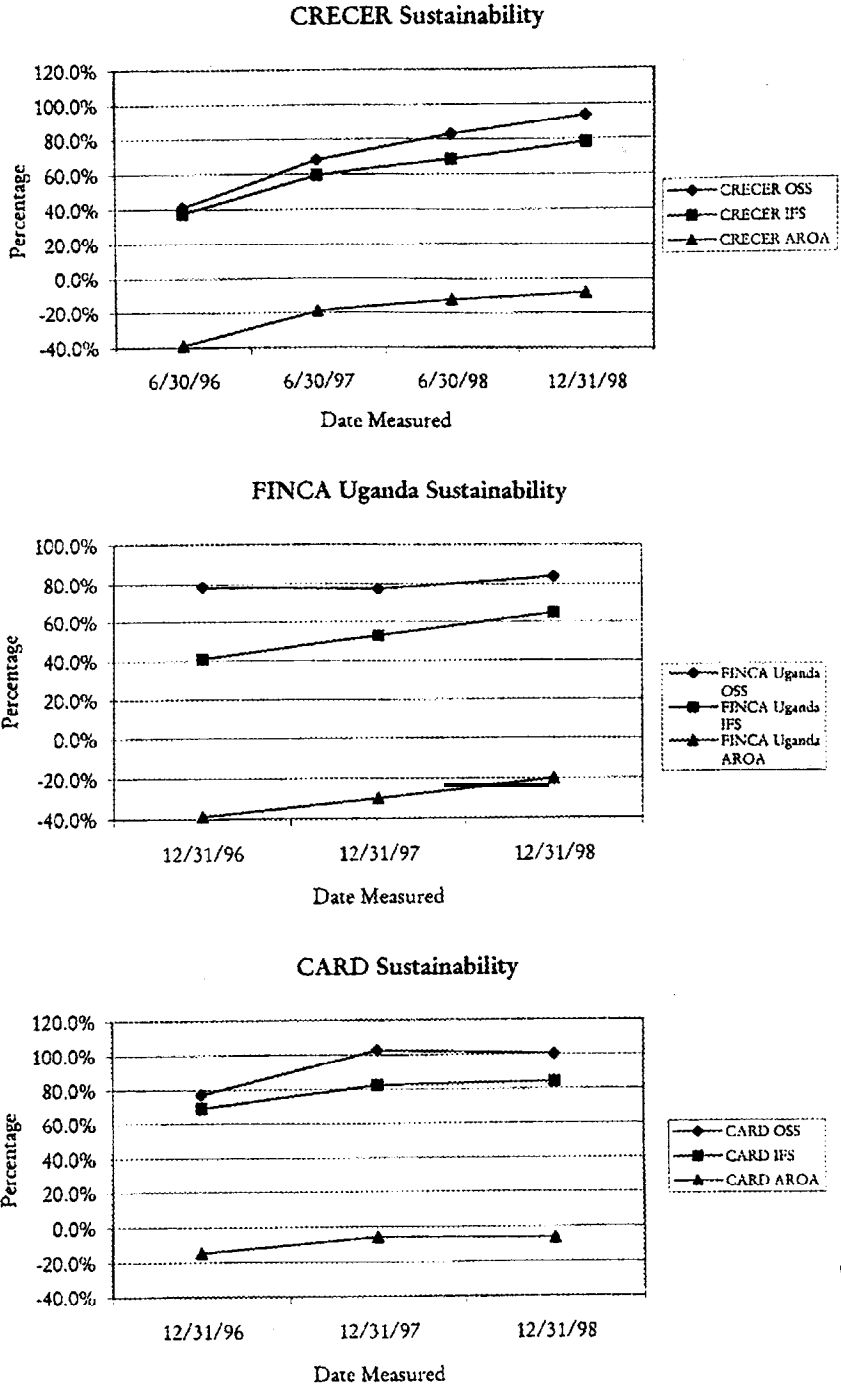 CRECER Sustainability
120.0%
100.0%
80.0%
60.0%
40.0%
20.0%
0.0%
-20.0%
-40.0%
Percentage
6/30/96 6/30/97 6/30/98 12/31/98
Date Measured
CRECER OSS
CRECER IFS
CRECER AROA
FINCA Uganda Sustainability
100.0%
80.0%
60.0%
40.0%
20.0%
0.0%
-20.0%
-40.0%
Percentage
12/31/96 12/31/97 12/31/98
Date Measured
FINCA Uganda
OSS
FINCA Uganda
IFS
FINCA Uganda
AROA
CARD Sustainability
120.0%
100.0%
80.0%
60.0%
40.0%
20.0%
0.0%
-20.0%
-40.0%
Percentage
12/31/96 12/31/97 12/31/98
Date Measured
CARD OSS
CARD IFS
CARD AROA